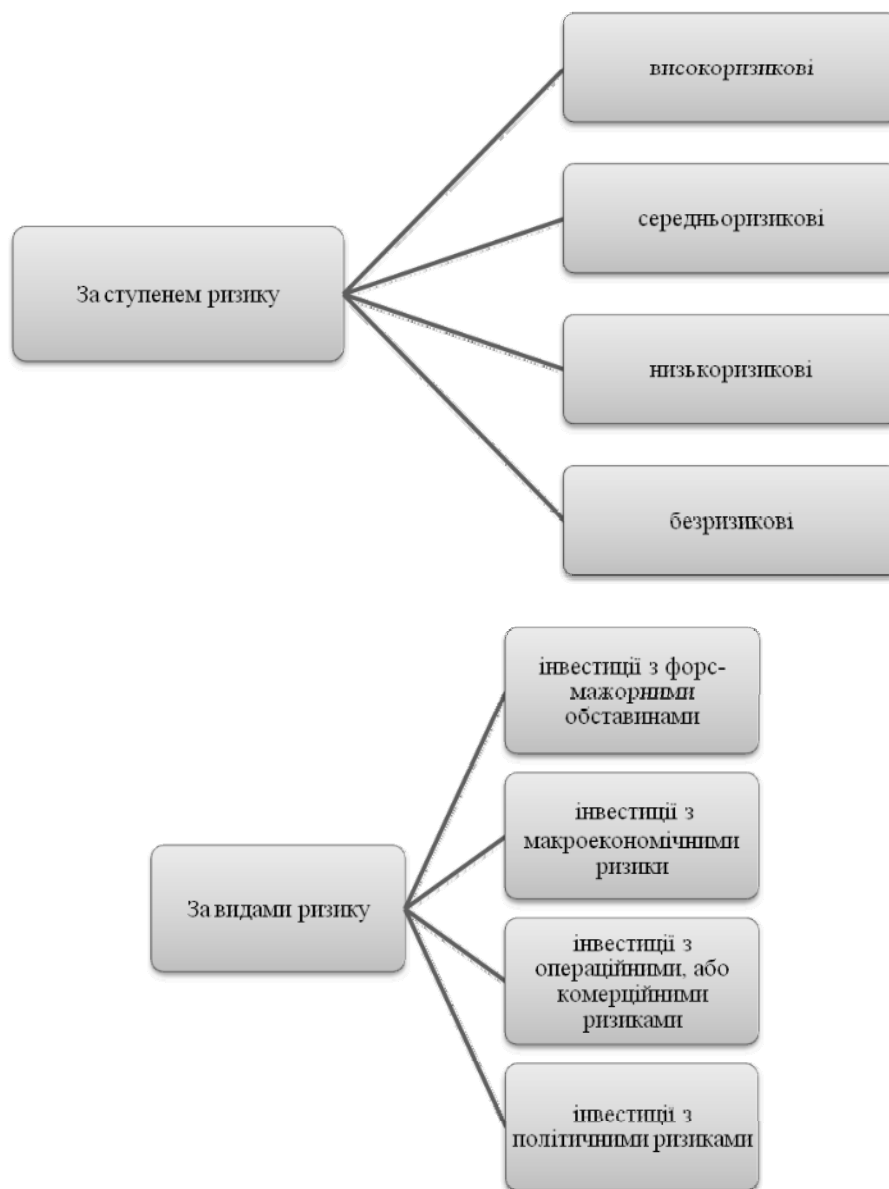 За ступенем ризику
високоризикові
середньоризикові
низькоризикові
безризикові
За видами ризику
інвестиції з форс-
мажорними
обставинами
інвестиції з
макроекономічними
ризики
інвестиції з
операційними, або
комерційними
ризиками
інвестиції з
політичними ризиками